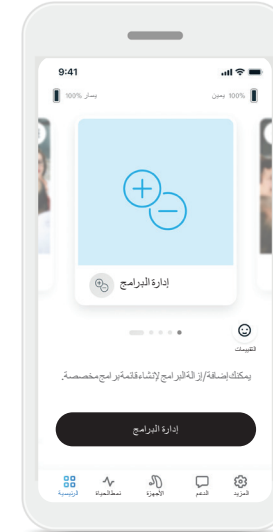 9:41
يسار %100
100% يمين
إدارة البرامج
التقييمات
يمكنك إضافة/إزالة البرامج لإنشاء قائمة برامج مخصصة.
إدارة البرامج
الرئيسية
نمط الحياة
الأجهزة
الدعم
المزيد